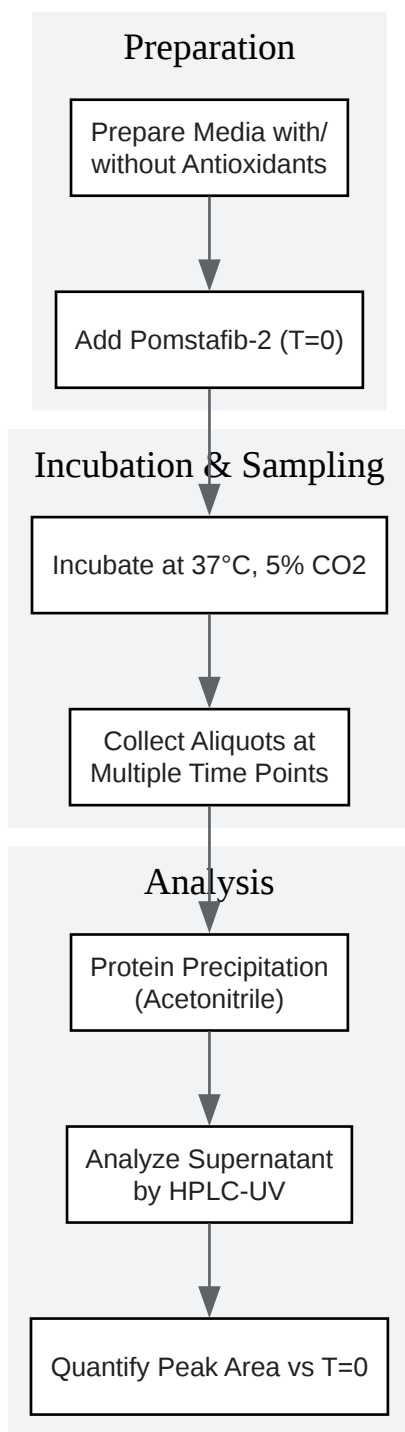 Preparation
Prepare Media with/
without Antioxidants
Add Pomstafib-2 (T=0)
Incubation & Sampling
Incubate at 37°C, 5% CO2
Collect Aliquots at
Multiple Time Points
Analysis
Protein Precipitation
(Acetonitrile)
Analyze Supernatant
by HPLC-UV
Quantify Peak Area vs T=0